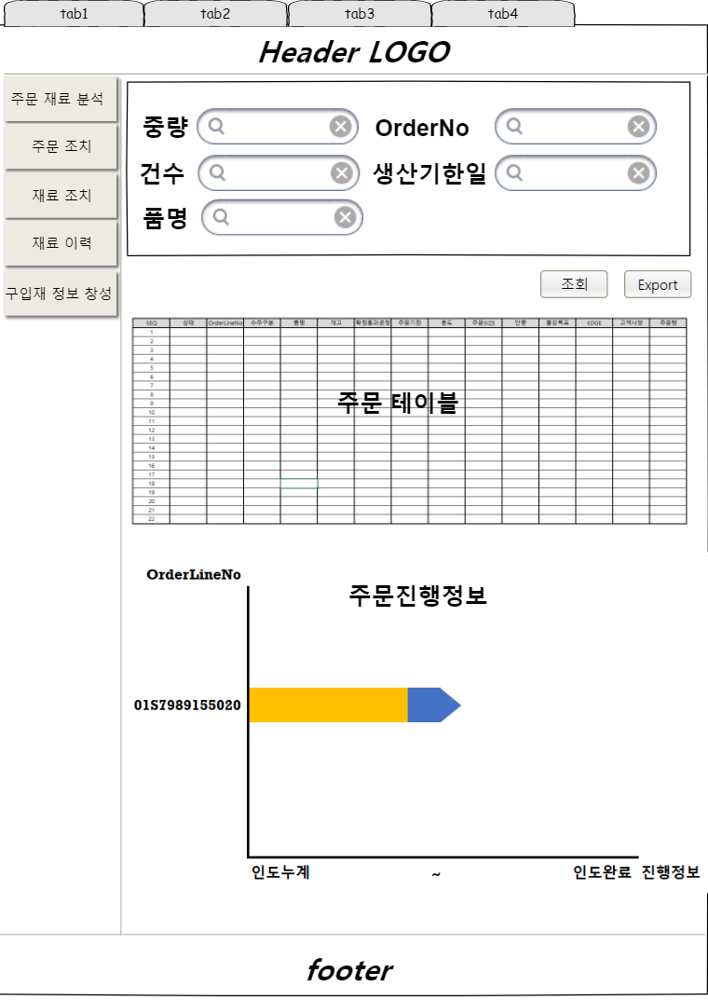 tab1 tab2 tab3 tab4
Header LOGO
주문 재료 분석
주문 조치
재료 조치
재료 이력
구입재 정보 창성
중량 OrderNo
건수 생산기한일
품명
조회 Export
SEQ 상태 OrderLineNo 수주구분 품명 재고 확정통과공정 주문기한 용도 주문SIZE 단중 출강목표 EDGE 고객사양 주문량
1
2
3
4
5
6
7
8
9
10
11
12
13
14
15
16
17
18
19
20
21
22
주문 테이블
OrderLineNo
주문진행정보
01S7989155020
인도누계 ~ 인도완료 진행정보
footer